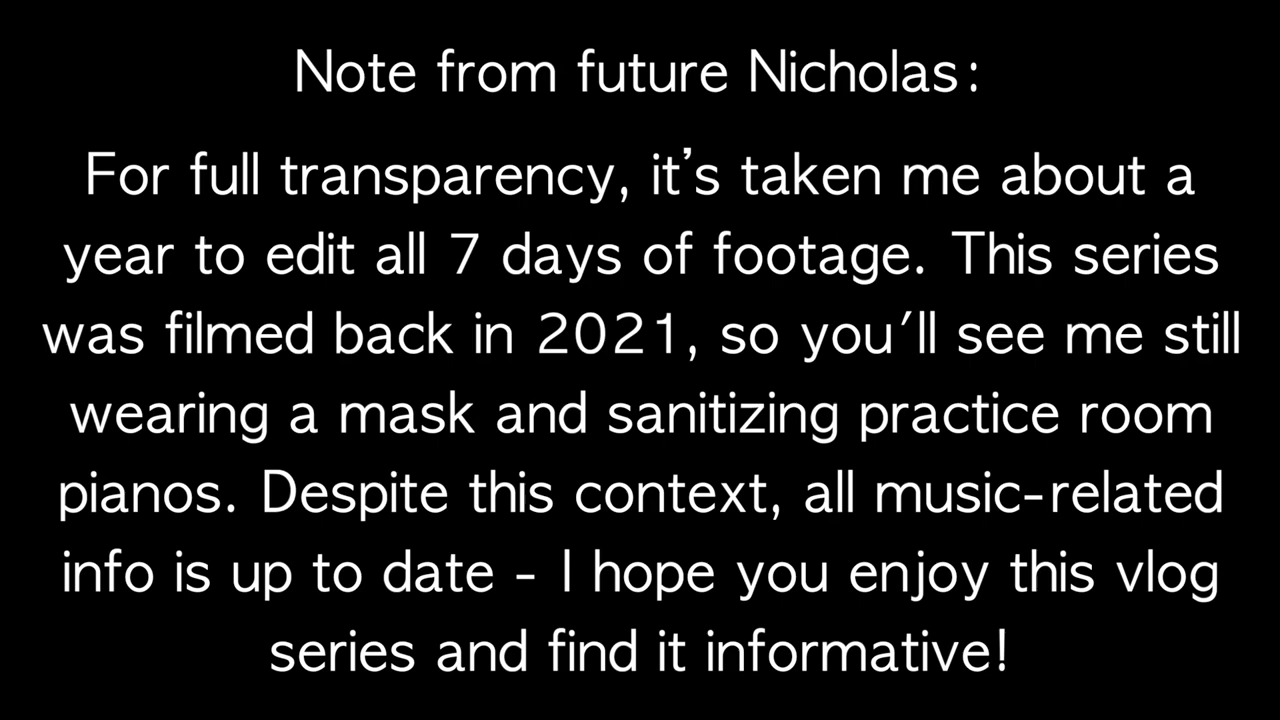 Note from future Nicholas:
For full transparency, it’s taken me about a
year to edit all 7 days of footage. This series
was filmed back in 2021, so you'll see me still
wearing a mask and sanitizing practice room
pianos. Despite this context, all music-related
info is up to date - I hope you enjoy this vlog
series and find it informative!